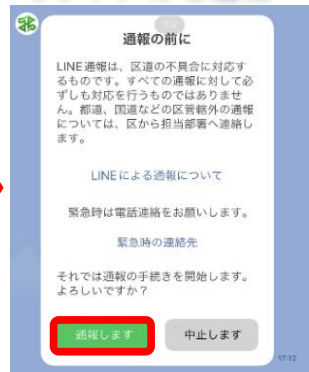 通報の前に
LINE通報は、区道の不具合に対応す
るものです。すべての通報に対して必
ずしも対応を行うものではありませ
ん。都道、国道などの区管轄外の通報
については、区から担当部署へ連絡し
ます。
LINEによる通報について
緊急時は電話連絡をお願いします。
緊急時の連絡先
それでは通報の手続きを開始します。
よろしいですか?
通報します
中止します
17:12